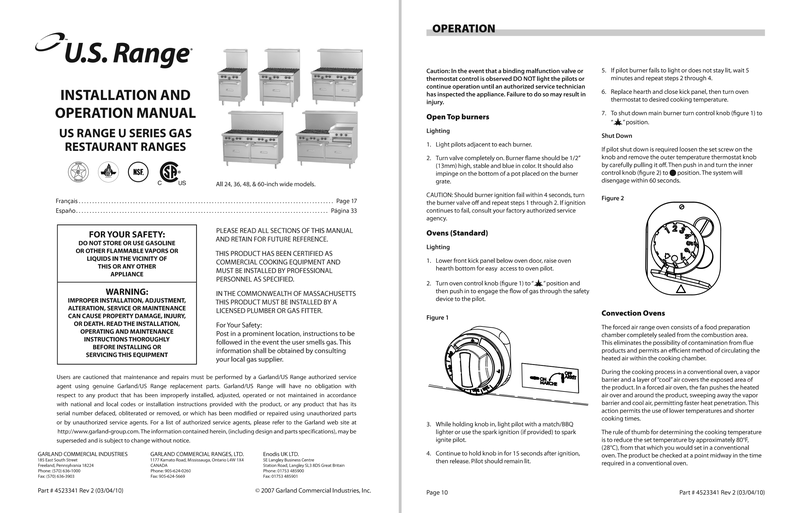 U.S. Range
INSTALLATION AND
OPERATION MANUAL
US RANGE U SERIES GAS
RESTAURANT RANGES
NSF.
C US
All 24, 36, 48, & 60-inch wide models.
Français . . . . . . . . . . . . . . . . . . . . Page 17
Españo. . . . . . . . . . . . . . . . . . . . . Página 33
FOR YOUR SAFETY:
DO NOT STORE OR USE GASOLINE
OR OTHER FLAMMABLE VAPORS OR
LIQUIDS IN THE VICINITY OF
THIS OR ANY OTHER
APPLIANCE
WARNING:
IMPROPER INSTALLATION, ADJUSTMENT,
ALTERATION, SERVICE OR MAINTENANCE
CAN CAUSE PROPERTY DAMAGE, INJURY,
OR DEATH. READ THE INSTALLATION,
OPERATING AND MAINTENANCE
INSTRUCTIONS THOROUGHLY
BEFORE INSTALLING OR
SERVICING THIS EQUIPMENT
PLEASE READ ALL SECTIONS OF THIS MANUAL
AND RETAIN FOR FUTURE REFERENCE.
THIS PRODUCT HAS BEEN CERTIFIED AS
COMMERCIAL COOKING EQUIPMENT AND
MUST BE INSTALLED BY PROFESSIONAL
PERSONNEL AS SPECIFIED.
IN THE COMMONWEALTH OF MASSACHUSETTS
THIS PRODUCT MUST BE INSTALLED BY A
LICENSED PLUMBER OR GAS FITTER.
For Your Safety:
Post in a prominent location, instructions to be
followed in the event the user smells gas. This
information shall be obtained by consulting
your local gas supplier.
Users are cautioned that maintenance and repairs must be performed by a Garland/US Range authorized service
agent using genuine Garland/US Range replacement parts. Garland/US Range will have no obligation with
respect to any product that has been improperly installed, adjusted, operated or not maintained in accordance
with national and local codes or installation instructions provided with the product, or any product that has its
serial number defaced, obliterated or removed, or which has been modified or repaired using unauthorized parts
or by unauthorized service agents. For a list of authorized service agents, please refer to the Garland web site at
http://www.garland-group.com. The information contained herein, (including design and parts specifications), may be
superseded and is subject to change without notice.
GARLAND COMMERCIAL INDUSTRIES
185 East South Street
Freeland, Pennsylvania 18224
Phone: (570) 636-1000
Fax: (570) 636-3903
GARLAND COMMERCIAL RANGES, LTD.
1177 Kamato Road, Mississauga, Ontario L4W 1X4
CANADA
Phone: 905-624-0260
Fax: 905-624-5669
Enodis UK LTD.
5E Langley Business Centre
Station Road, Langley SL3 8DS Great Britain
Phone: 01753 485900
Fax: 01753 485901
Part # 4523341 Rev 2 (03/04/10)
© 2007 Garland Commercial Industries, Inc.
OPERATION
Caution: In the event that a binding malfunction valve or
thermostat control is observed DO NOT light the pilots or
continue operation until an authorized service technician
has inspected the appliance. Failure to do so may result in
injury.
Open Top burners
Lighting
1. Light pilots adjacent to each burner.
2. Turn valve completely on. Burner flame should be 1/2"
(13mm) high, stable and blue in color. It should also
impinge on the bottom of a pot placed on the burner
grate.
CAUTION: Should burner ignition fail within 4 seconds, turn
the burner valve off and repeat steps 1 through 2. If ignition
continues to fail, consult your factory authorized service
agency.
Ovens (Standard)
Lighting
1. Lower front kick panel below oven door, raise oven
hearth bottom for easy access to oven pilot.
2. Turn oven control knob (figure 1) to " " position and
then push in to engage the flow of gas through the safety
device to the pilot.
Figure 1
ON
MARCHE
OFF
ARRÊT
3. While holding knob in, light pilot with a match/BBQ
lighter or use the spark ignition (if provided) to spark
ignite pilot.
4. Continue to hold knob in for 15 seconds after ignition,
then release. Pilot should remain lit.
5. If pilot burner fails to light or does not stay lit, wait 5
minutes and repeat steps 2 through 4.
6. Replace hearth and close kick panel, then turn oven
thermostat to desired cooking temperature.
7. To shut down main burner turn control knob (figure 1) to
" " position.
Shut Down
If pilot shut down is required loosen the set screw on the
knob and remove the outer temperature thermostat knob
by carefully pulling it off. Then push in and turn the inner
control knob (figure 2) to position. The system will
disengage within 60 seconds.
Figure 2
1 2 3
Convection Ovens
The forced air range oven consists of a food preparation
chamber completely sealed from the combustion area.
This eliminates the possibility of contamination from flue
products and permits an efficient method of circulating the
heated air within the cooking chamber.
During the cooking process in a conventional oven, a vapor
barrier and a layer of "cool" air covers the exposed area of
the product. In a forced air oven, the fan pushes the heated
air over and around the product, sweeping away the vapor
barrier and cool air, permitting faster heat penetration. This
action permits the use of lower temperatures and shorter
cooking times.
The rule of thumb for determining the cooking temperature
is to reduce the set temperature by approximately 80°F,
(28°C), from that which you would set in a conventional
oven. The product be checked at a point midway in the time
required in a conventional oven.
Page 10
Part # 4523341 Rev 2 (03/04/10)